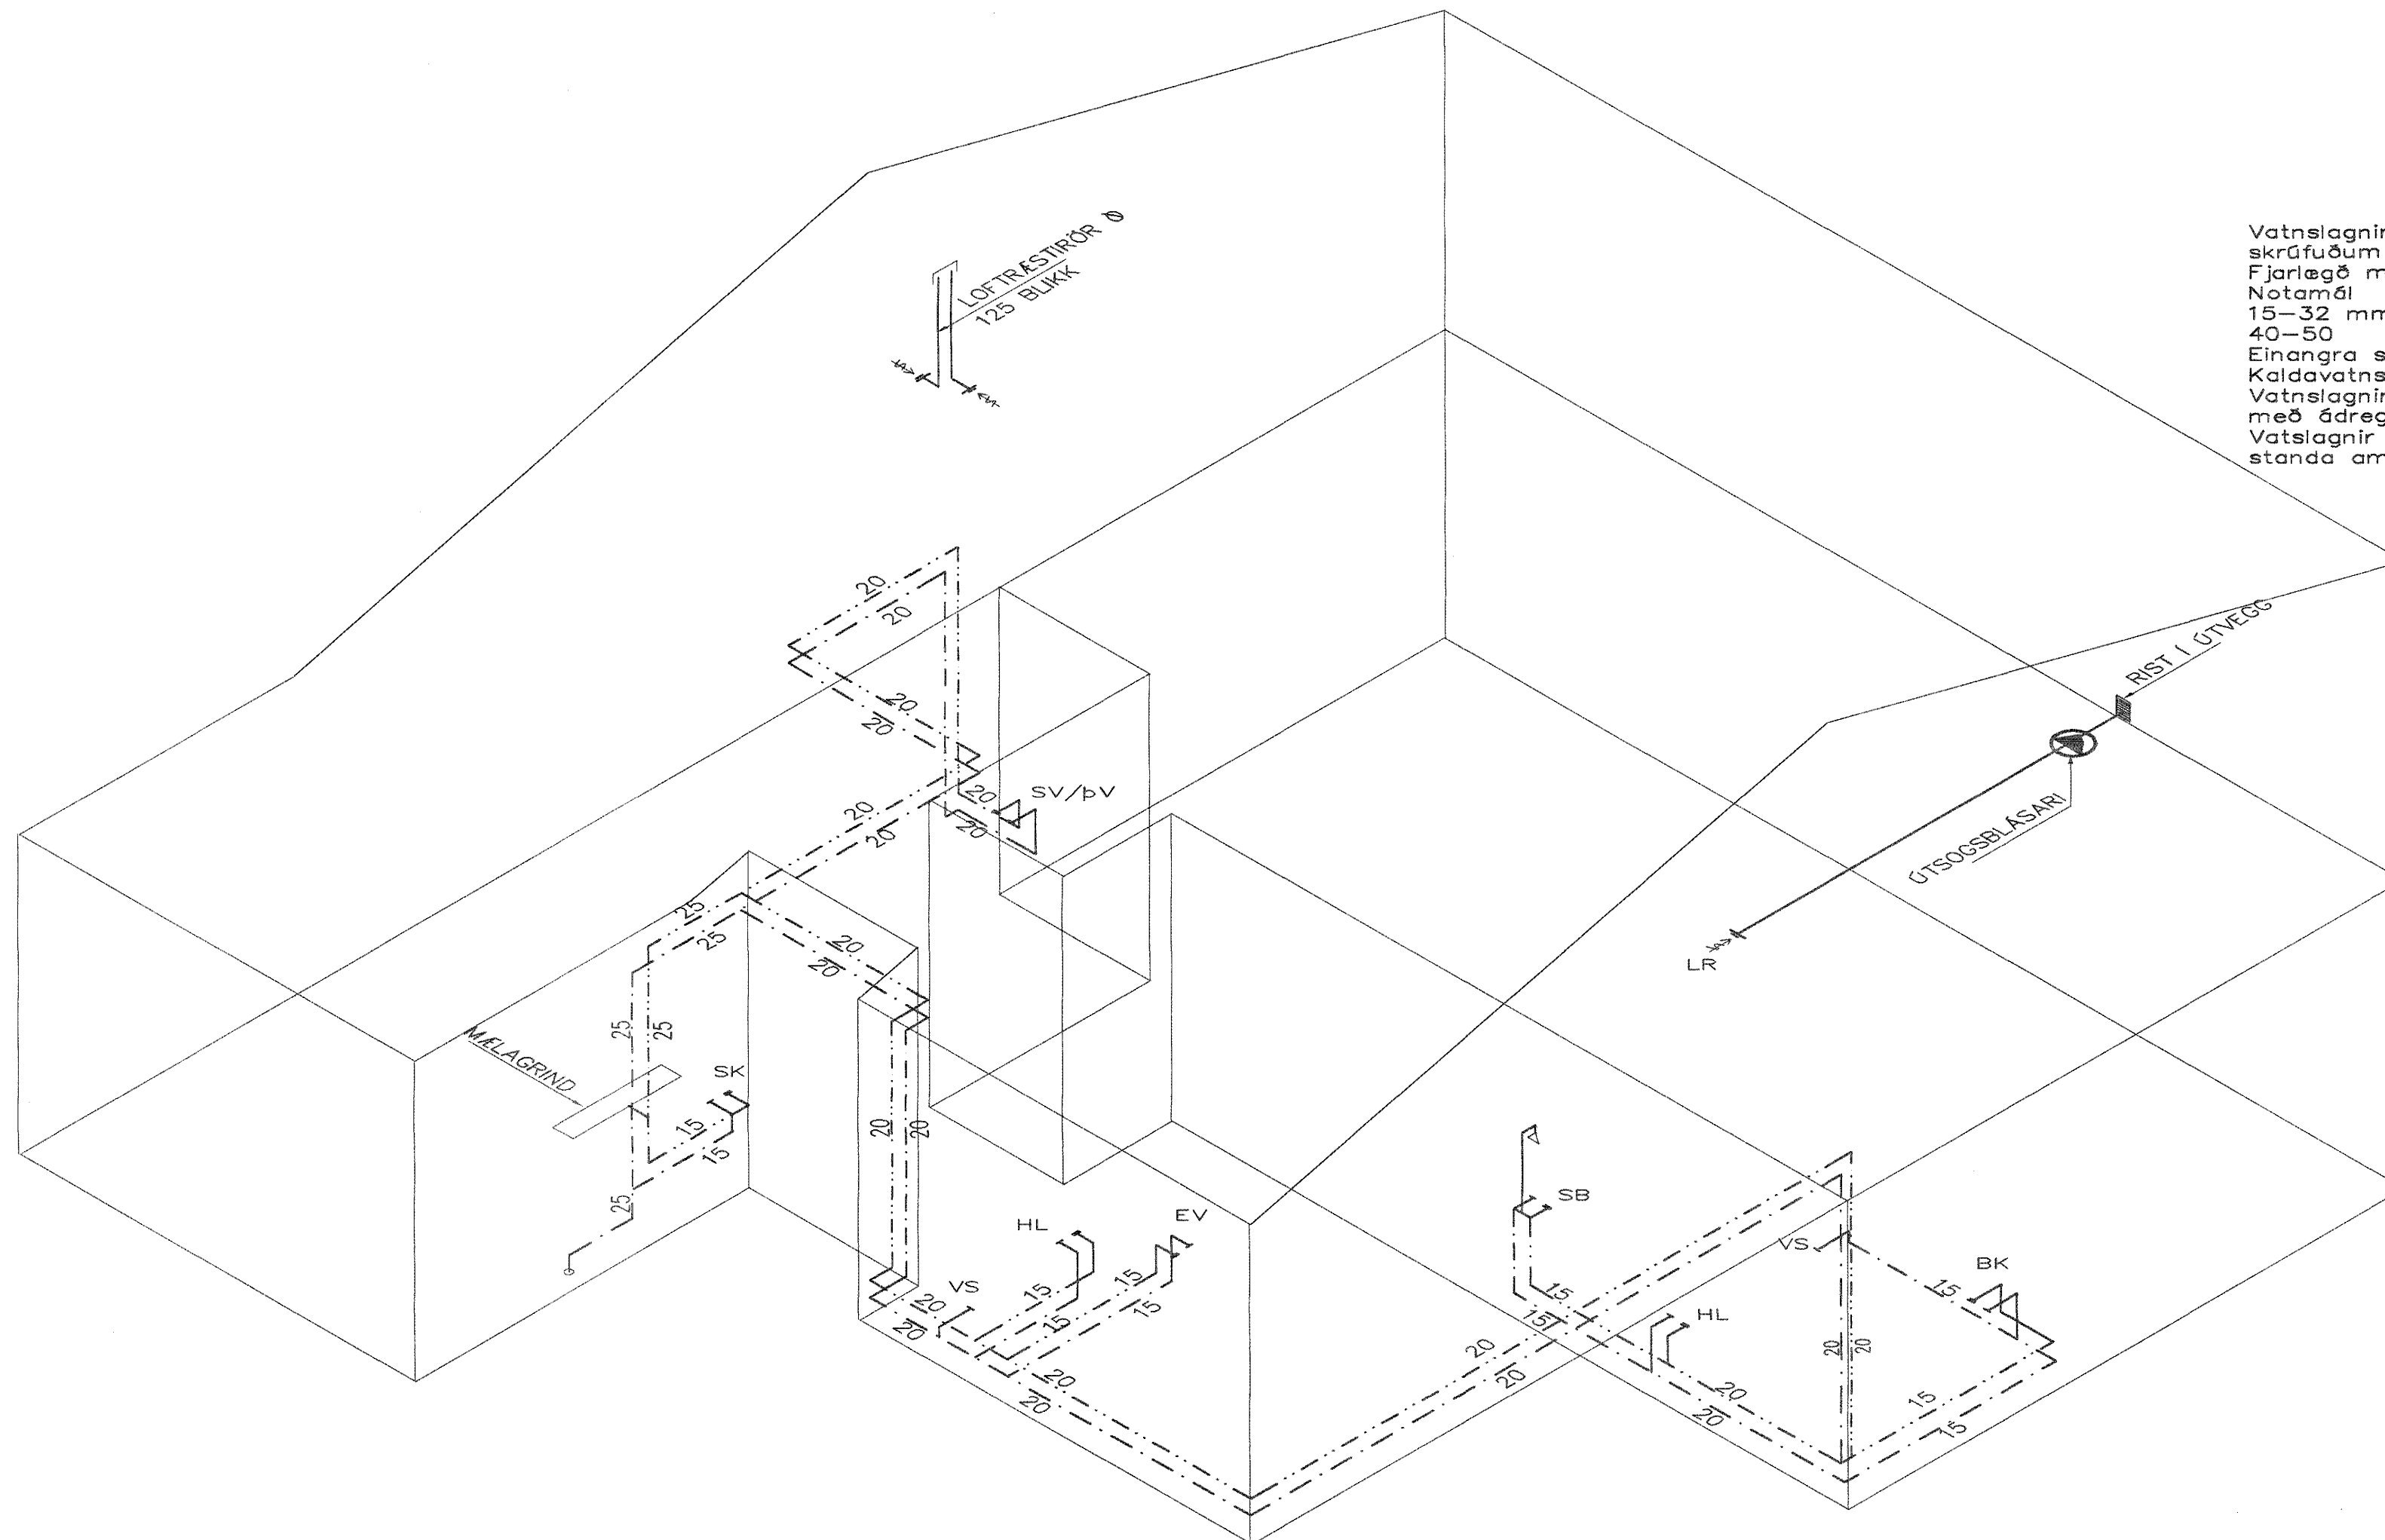 LOFTRÆSTIRÖR Ø
125 BLIKK
Vatnslagnir
skrúfuðum
Fjarlægð m
Notamál
15-32 mm
40-50
Einangra s
Kaldavatns
Vatnslagnir
með ádreg
Vatslagnir
standa am
20
20
20
20
RIST Í ÚTVEGG
ÚTSOGSBLÁSARI
LR
20
SV/ÞV
20
20
20
25
25
20
20
25
25
MÆLAGRIND
SK
15
15
25
20
20
HL
EV
VS
15
15
15
15
20
20
20
20
SB
VS
BK
15
15
15
HL
20
20
20
20
20
20
15
15